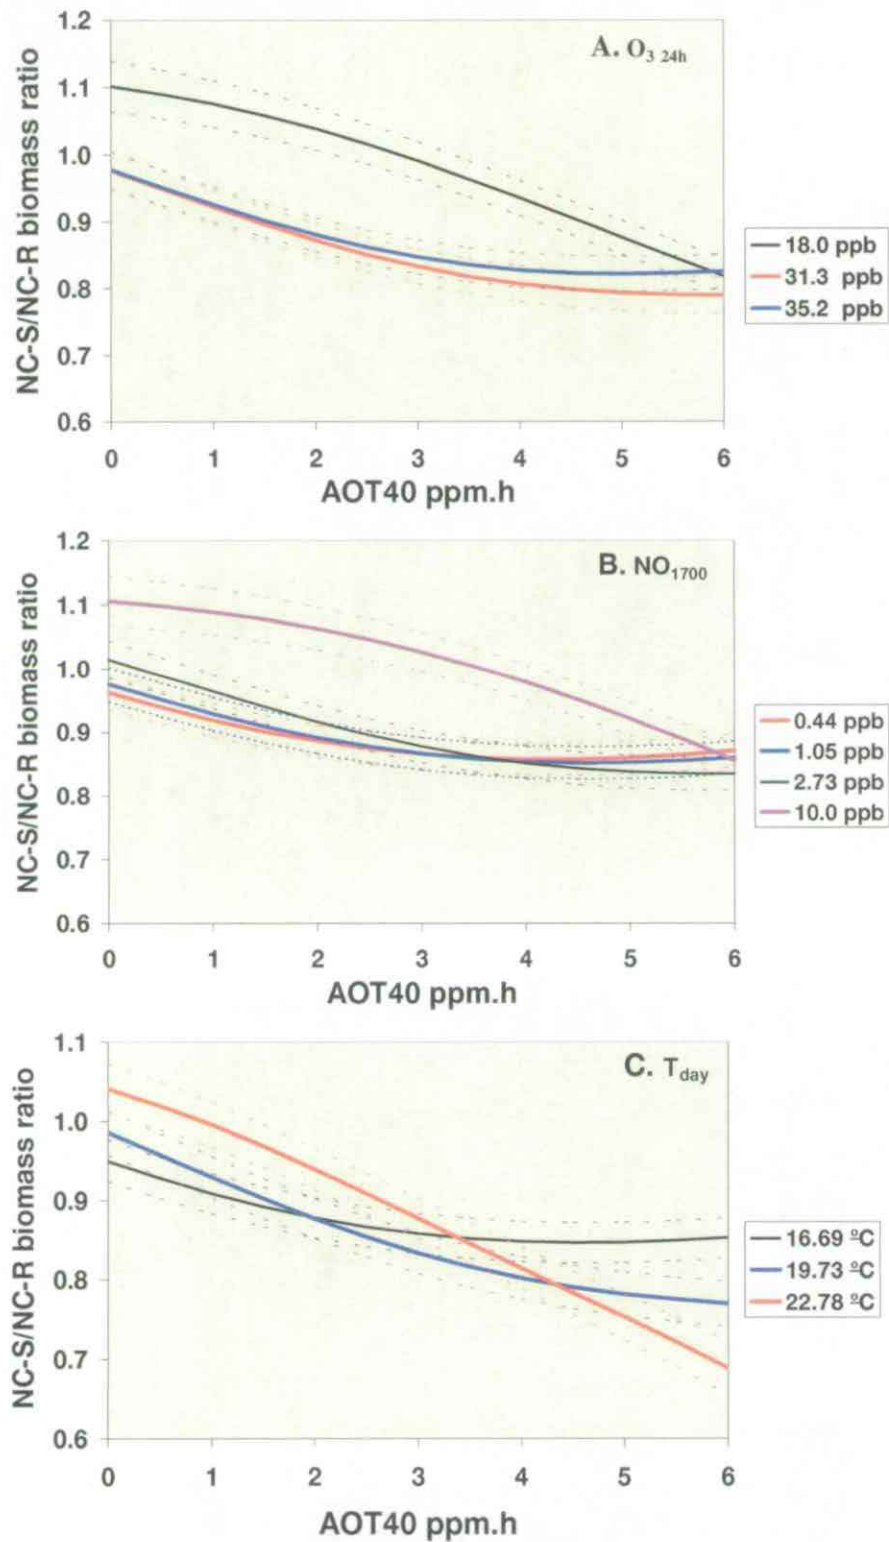 A. O3 24h
NC-S/NC-R biomass ratio
1.2
1.1
1.0
0.9
0.8
0.7
0.6
0 1 2 3 4 5 6
AOT40 ppm.h
18.0 ppb
31.3 ppb
35.2 ppb
B. NO1700
NC-S/NC-R biomass ratio
1.2
1.1
1.0
0.9
0.8
0.7
0.6
0 1 2 3 4 5 6
AOT40 ppm.h
0.44 ppb
1.05 ppb
2.73 ppb
10.0 ppb
C. Tday
NC-S/NC-R biomass ratio
1.1
1.0
0.9
0.8
0.7
0.6
0 1 2 3 4 5 6
AOT40 ppm.h
16.69 ºC
19.73 ºC
22.78 ºC